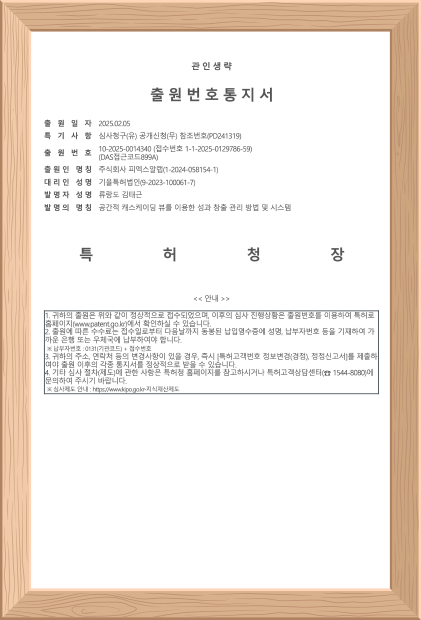 관 인 생 략
출 원 번 호 통 지 서
출 원 일 자 2025.02.05
특 기 사 항 심사청구(유) 공개신청(무) 참조번호(PD241319)
출 원 번 호 10-2025-0014340 (접수번호 1-1-2025-0129786-59)
(DAS접근코드899A)
출원인 명칭 주식회사 피엑스알랩(1-2024-058154-1)
대리인 성명 기율특허법인(9-2023-100061-7)
발명자 성명 류랑도 김태근
발명의 명칭 공간적 캐스케이딩 뷰를 이용한 성과 창출 관리 방법 및 시스템
특 허 청 장
<< 안내 >>
1. 귀하의 출원은 위와 같이 정상적으로 접수되었으며, 이후의 심사 진행상황은 출원번호를 이용하여 특허로
홈페이지(www.patent.go.kr)에서 확인하실 수 있습니다.
2. 출원에 따른 수수료는 접수일로부터 다음날까지 동봉된 납입영수증에 성명, 납부자번호 등을 기재하여 가
까운 은행 또는 우체국에 납부하여야 합니다.
※ 납부자번호 : 0131(기관코드) + 접수번호
3. 귀하의 주소, 연락처 등의 변경사항이 있을 경우, 즉시 [특허고객번호 정보변경(경정), 정정신고서]를 제출하
여야 출원 이후의 각종 통지서를 정상적으로 받을 수 있습니다.
4. 기타 심사 절차(제도)에 관한 사항은 특허청 홈페이지를 참고하시거나 특허고객상담센터(☎ 1544-8080)에
문의하여 주시기 바랍니다.
※ 심사제도 안내 : https://www.kipo.go.kr-지식재산제도